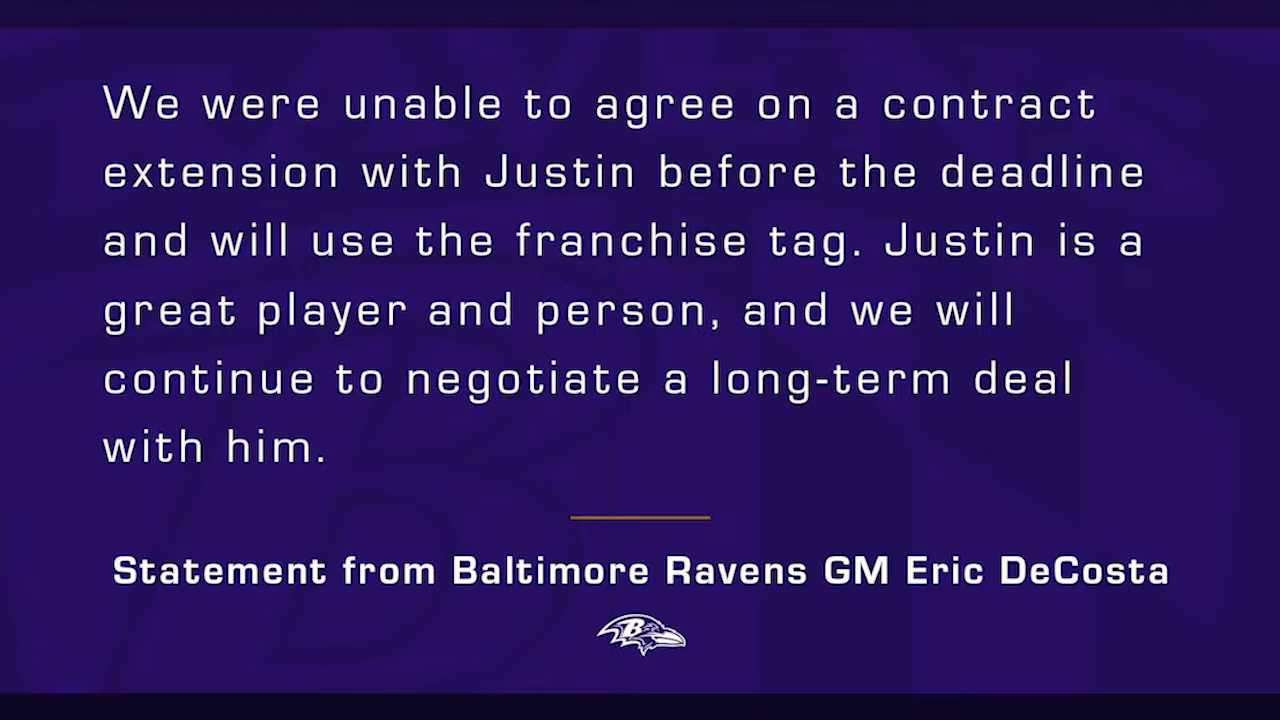 We were unable to agree on a contract
extension with Justin before the deadline
and will use the franchise tag. Justin is a
great player and person, and we will
continue to negotiate a long-term deal
with him.
Statement from Baltimore Ravens GM Eric DeCosta
B